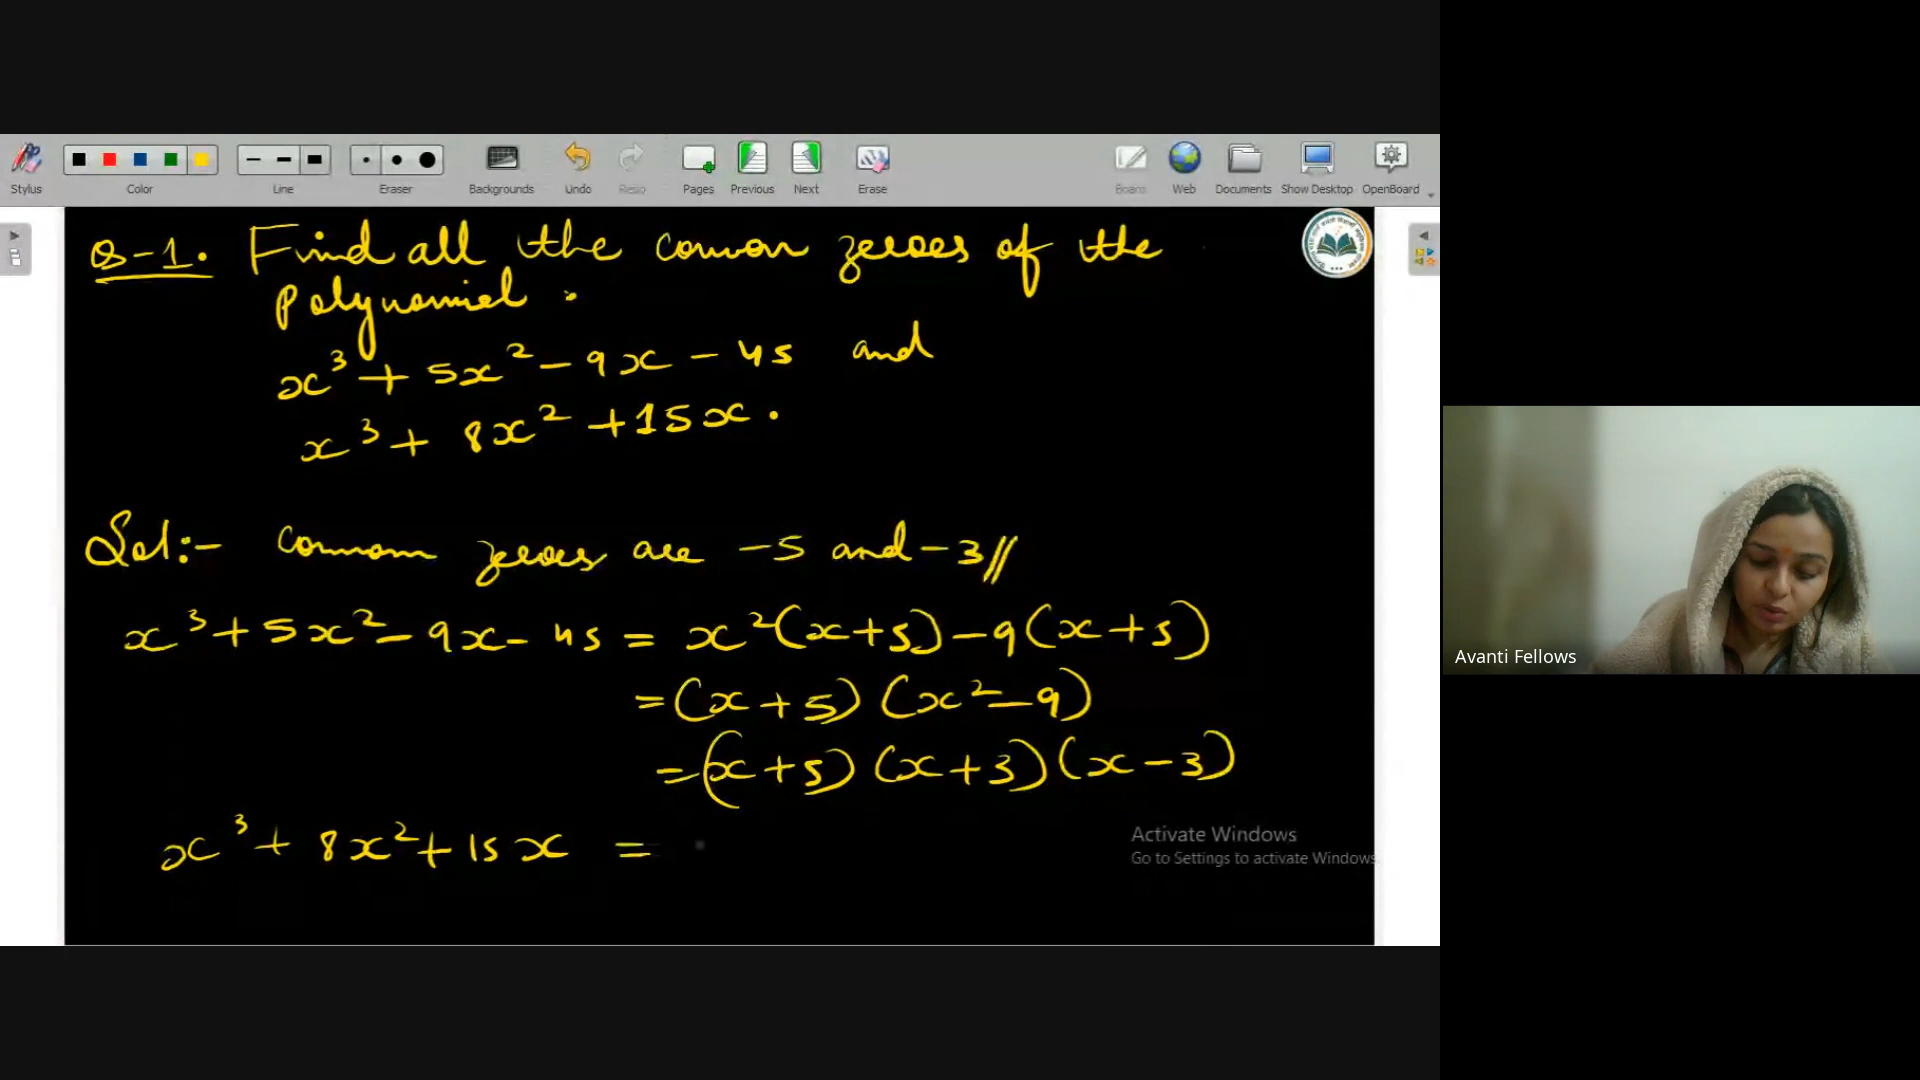 Stylus Color Line Eraser Backgrounds Undo Redo Pages Previous Next Erase Board Web Documents Show Desktop OpenBoard
Q-1. Find all the common zeroes of the
polynomial.
x³ + 5x² - 9x - 45 and
x³ + 8x² + 15x.
Sol:- common zeroes are -5 and -3//
x³ + 5x² - 9x - 45 = x²(x+5) - 9(x+5)
= (x+5) (x² - 9)
= (x+5) (x+3) (x-3)
x³ + 8x² + 15x =
Activate Windows
Go to Settings to activate Windows.
Avanti Fellows